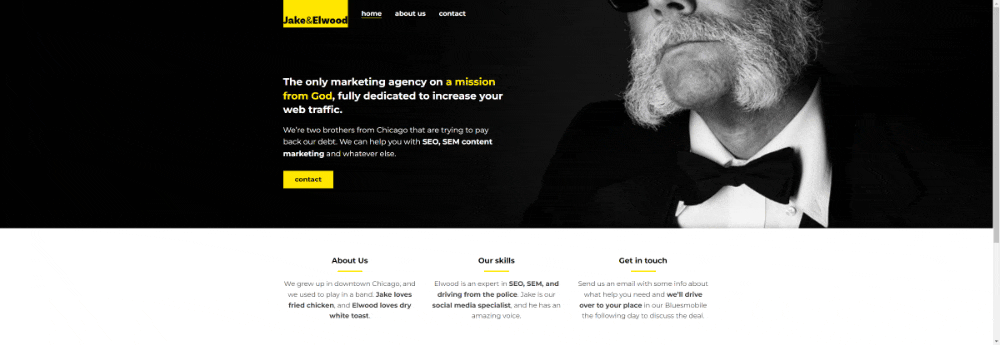 Jake&Elwood
home about us contact
The only marketing agency on a mission
from God, fully dedicated to increase your
web traffic.
We're two brothers from Chicago that are trying to pay
back our debt. We can help you with SEO, SEM content
marketing and whatever else.
contact
About Us
We grew up in downtown Chicago, and
we used to play in a band. Jake loves
fried chicken, and Elwood loves dry
white toast.
Our skills
Elwood is an expert in SEO, SEM, and
driving from the police. Jake is our
social media specialist, and he has an
amazing voice.
Get in touch
Send us an email with some info about
what help you need and we'll drive
over to your place in our Bluesmobile
the following day to discuss the deal.